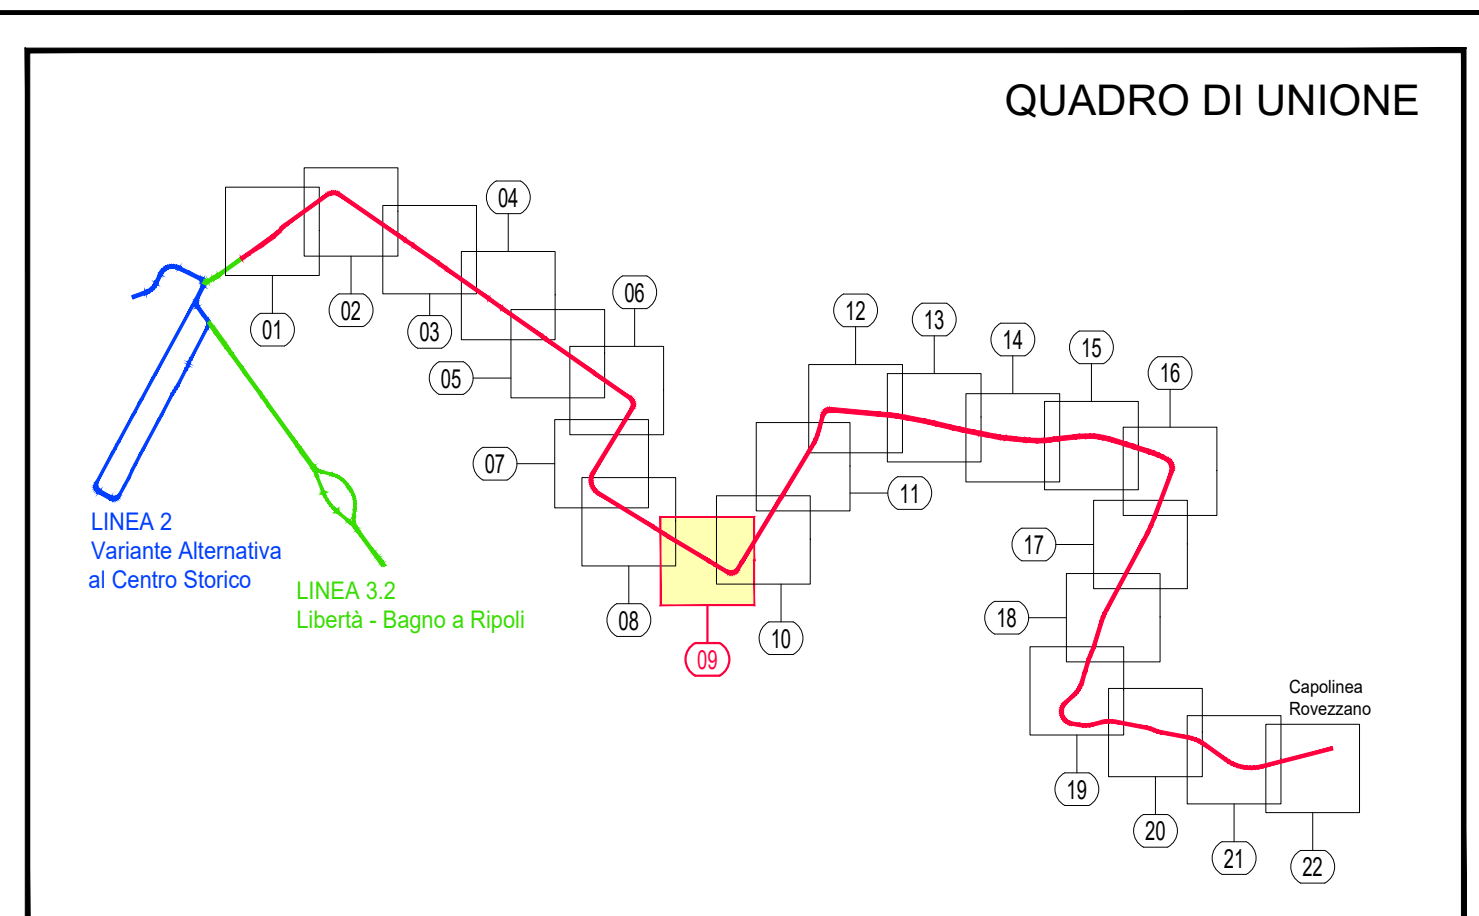 QUADRO DI UNIONE
04
06
01
02
03
12
13
14
15
16
05
07
11
LINEA 2
Variante Alternativa
al Centro Storico
LINEA 3.2
Libertà - Bagno a Ripoli
08
09
10
17
18
Capolinea
Rovezzano
19
20
21
22